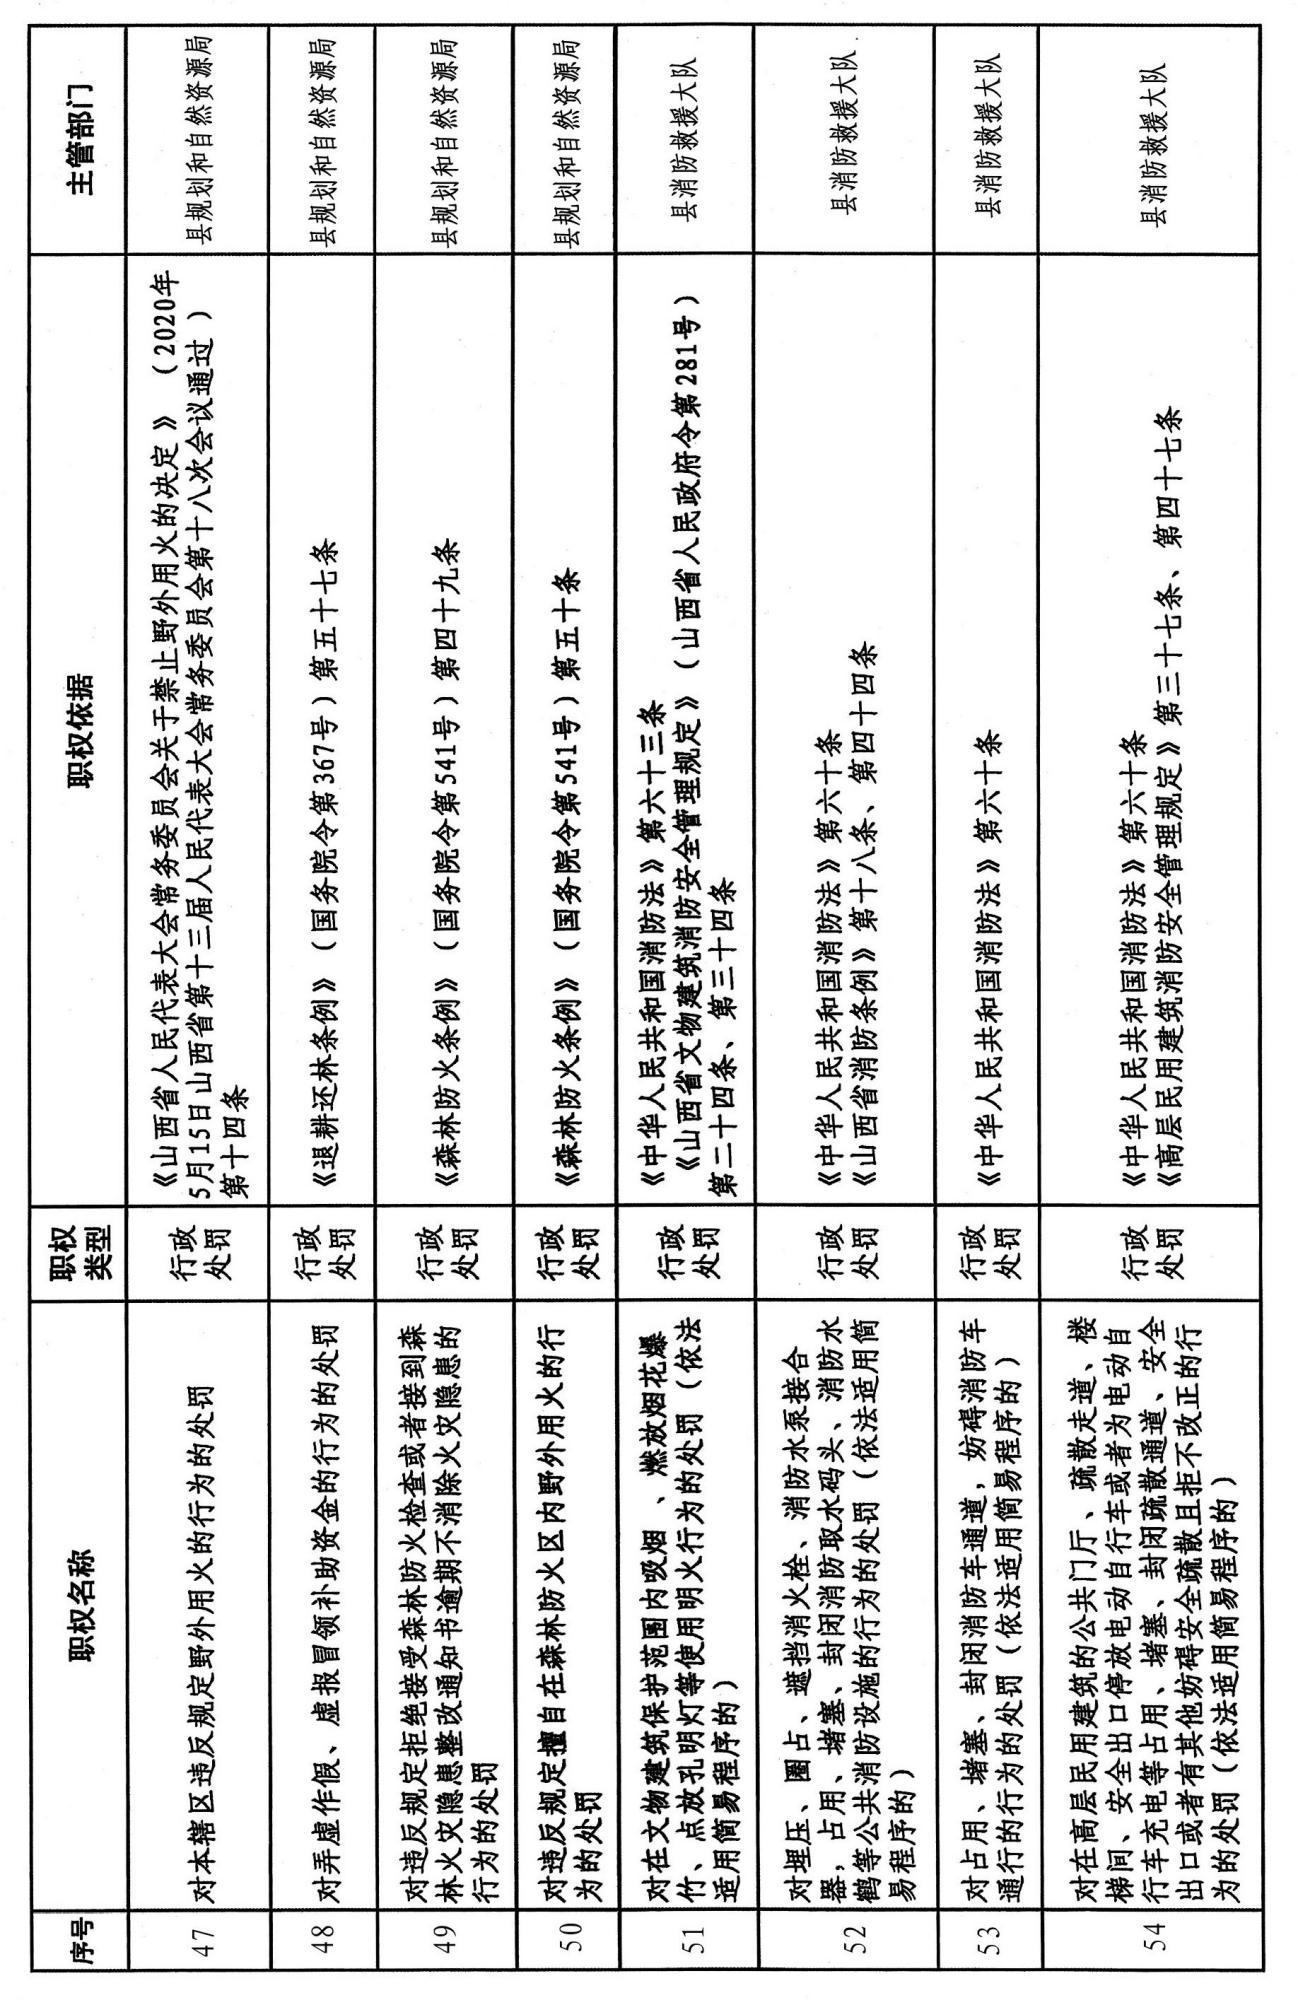 序号
职权名称
职权
类型
职权依据
主管部门
47
对本辖区违反规定野外用火的行为的处罚
行政
处罚
《山西省人民代表大会常务委员会关于禁止野外用火的决定》（2020年
5月15日山西省第十三届人民代表大会常务委员会第十八次会议通过）
第十四条
县规划和自然资源局
48
对弄虚作假、虚报冒领补助资金的行为的处罚
行政
处罚
《退耕还林条例》（国务院令第367号）第五十七条
县规划和自然资源局
49
对违反规定拒绝接受森林防火检查或者接到森
林火灾隐患整改通知书逾期不消除火灾隐患的
行为的处罚
行政
处罚
《森林防火条例》（国务院令第541号）第四十九条
县规划和自然资源局
50
对违反规定擅自在森林防火区内野外用火的行
为的处罚
行政
处罚
《森林防火条例》（国务院令第541号）第五十条
县规划和自然资源局
51
对在文物建筑保护范围内吸烟、燃放烟花爆
竹、点放孔明灯等使用明火行为的处罚（依法
适用简易程序的）
行政
处罚
《中华人民共和国消防法》第六十三条
《山西省文物建筑消防安全管理规定》（山西省人民政府令第281号）
第二十四条、第三十四条
县消防救援大队
52
对埋压、圈占、遮挡消火栓、消防水泵接合
器，占用、堵塞、封闭消防取水码头、消防水
鹤等公共消防设施的行为的处罚（依法适用简
易程序的）
行政
处罚
《中华人民共和国消防法》第六十条
《山西省消防条例》第十八条、第四十四条
县消防救援大队
53
对占用、堵塞、封闭消防车通道，妨碍消防车
通行的行为的处罚（依法适用简易程序的）
行政
处罚
《中华人民共和国消防法》第六十条
县消防救援大队
54
对在高层民用建筑的公共门厅、疏散走道、楼
梯间、安全出口停放电动自行车或者为电动自
行车充电等占用、堵塞、封闭疏散通道、安全
出口或者有其他妨碍安全疏散且拒不改正的行
为的处罚（依法适用简易程序的）
行政
处罚
《中华人民共和国消防法》第六十条
《高层民用建筑消防安全管理规定》第三十七条、第四十七条
县消防救援大队